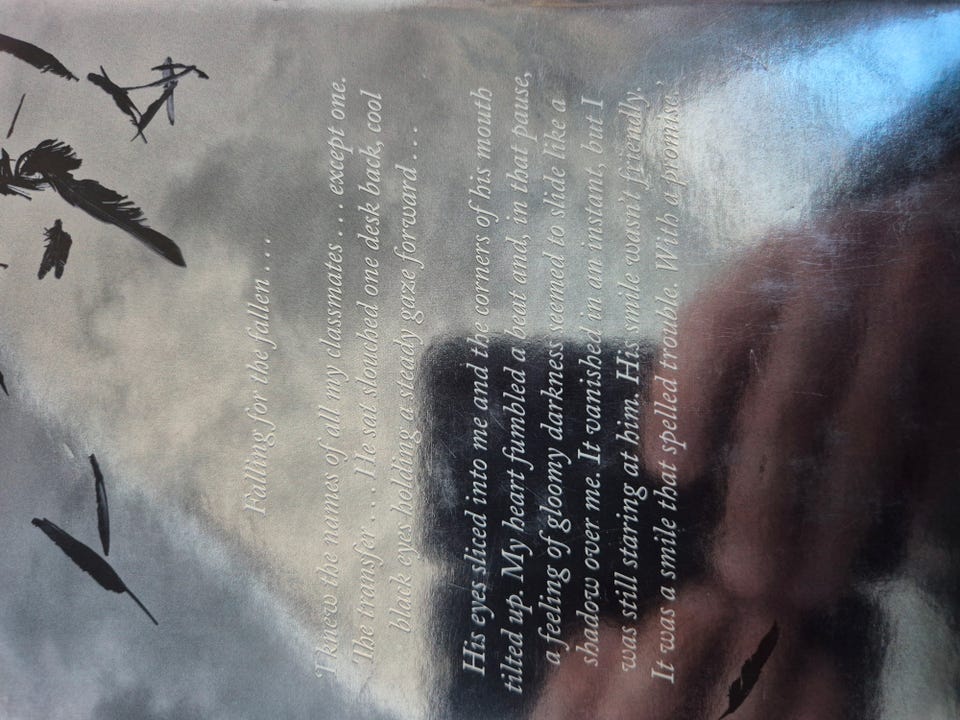 Falling for the fallen . . .
I knew the names of all my classmates . . . except one.
The transfer . . . . He sat slouched one desk back, cool
black eyes holding a steady gaze forward . . .
His eyes sliced into me and the corners of his mouth
tilted up. My heart fumbled a beat and, in that pause,
a feeling of gloomy darkness seemed to slide like a
shadow over me. It vanished in an instant, but I
was still staring at him. His smile wasn't friendly.
It was a smile that spelled trouble. With a promise.